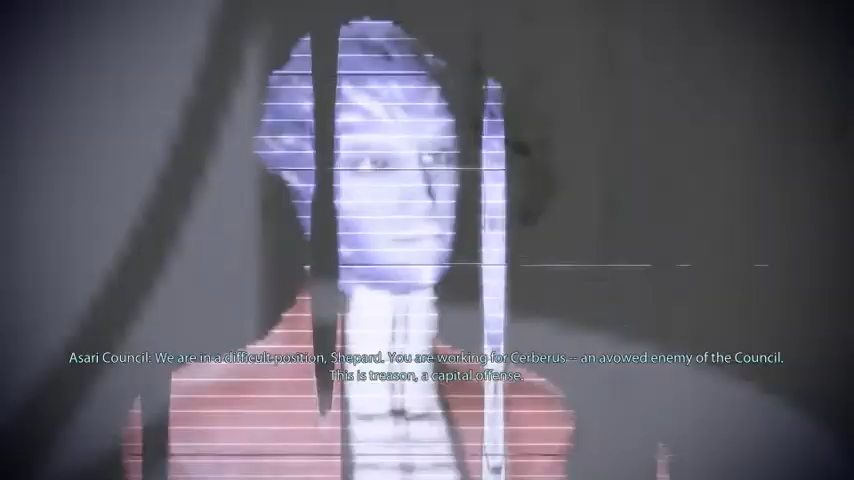 Asari Council: We are in a difficult position, Shepard. You are working for Cerberus – an avowed enemy of the Council.
This is treason, a capital offense.